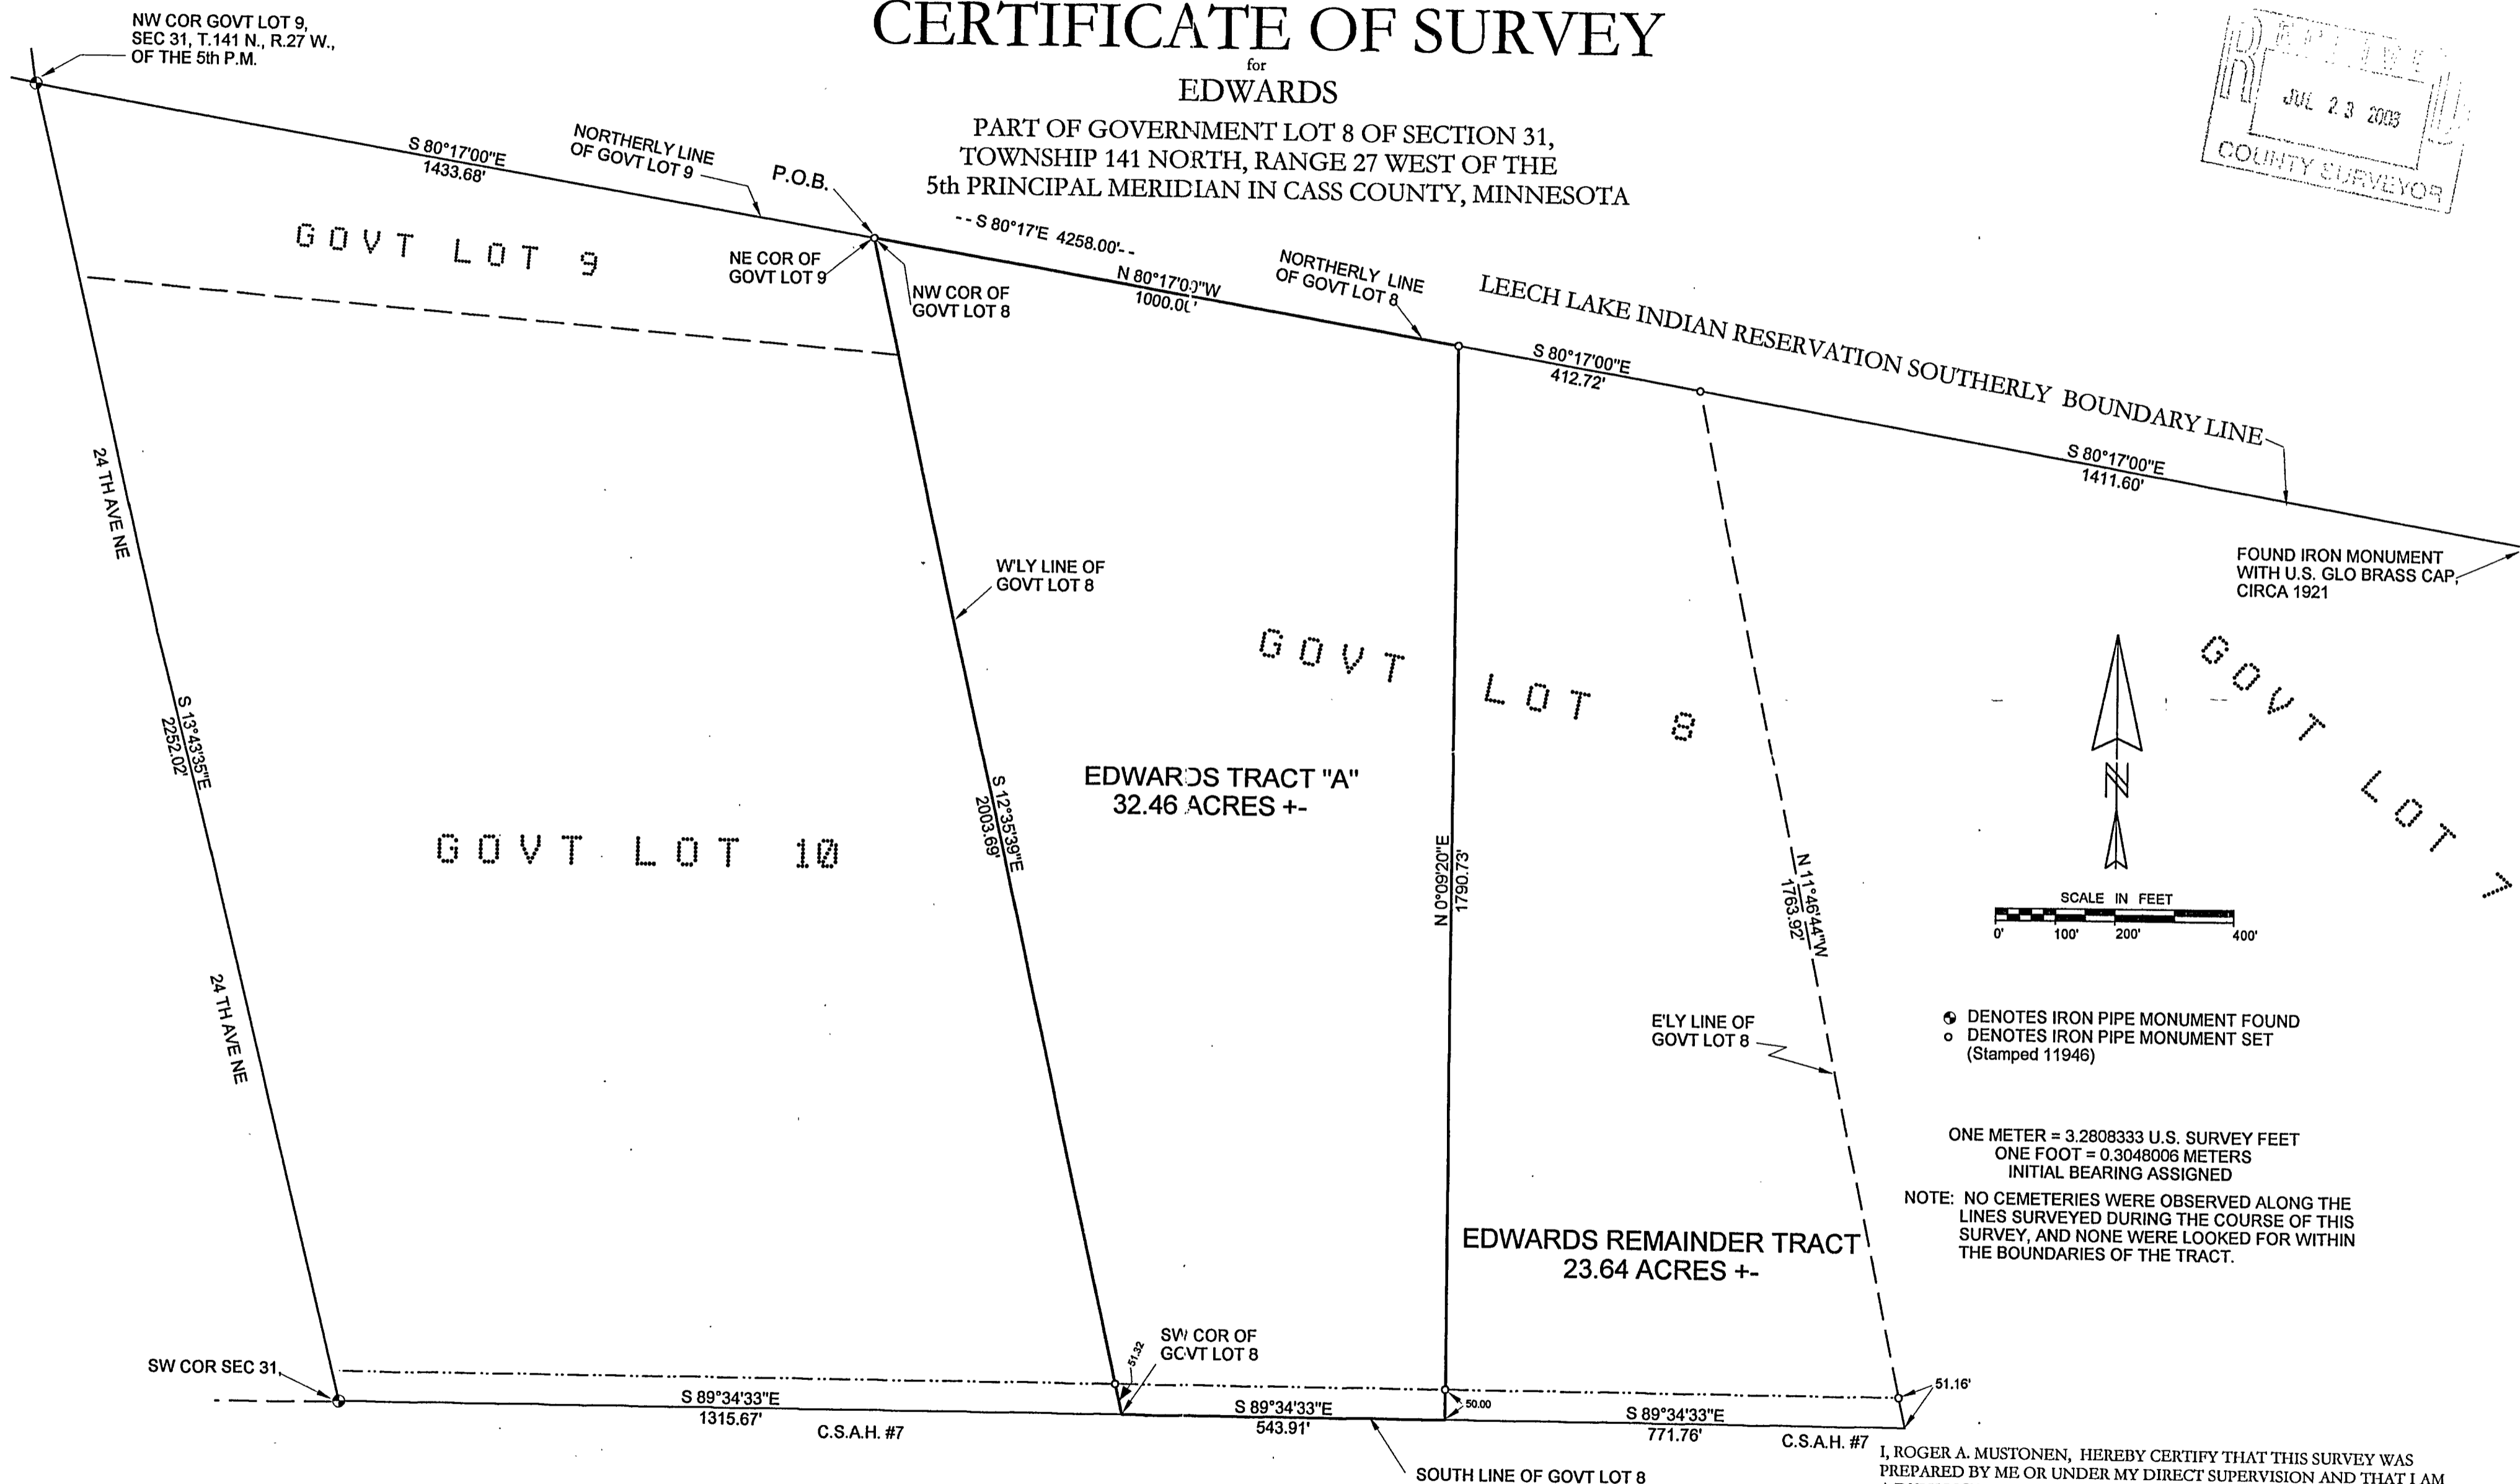 CERTIFICATE OF SURVEY
for
EDWARDS
PART OF GOVERNMENT LOT 8 OF SECTION 31,
TOWNSHIP 141 NORTH, RANGE 27 WEST OF THE
5th PRINCIPAL MERIDIAN IN CASS COUNTY, MINNESOTA
JUL 23 2003
COUNTY SURVEYOR
NW COR GOVT LOT 9,
SEC 31, T.141 N., R.27 W.,
OF THE 5th P.M.
S 80°17'00"E
1433.68'
NORTHERLY LINE
OF GOVT LOT 9
P.O.B.
GOVT LOT 9
NE COR OF
GOVT LOT 9
NW COR OF
GOVT LOT 8
--S 80°17'E 4258.00'--
N 80°17'00"W
1000.00'
NORTHERLY LINE
OF GOVT LOT 8
LEECH LAKE INDIAN RESERVATION SOUTHERLY BOUNDARY LINE
S 80°17'00"E
412.72'
S 80°17'00"E
1411.60'
FOUND IRON MONUMENT
WITH U.S. GLO BRASS CAP,
CIRCA 1921
24 TH AVE NE
S 13°43'35"E
2252.02'
24 TH AVE NE
GOVT LOT 10
W'LY LINE OF
GOVT LOT 8
S 12°35'39"E
2003.69'
GOVT LOT 8
EDWARDS TRACT "A"
32.46 ACRES +-
N 0°09'20"E
1790.73'
N 11°46'44"W
1763.92'
GOVT LOT 7
N
SCALE IN FEET
0' 100' 200' 400'
E'LY LINE OF
GOVT LOT 8
DENOTES IRON PIPE MONUMENT FOUND
DENOTES IRON PIPE MONUMENT SET
(Stamped 11946)
ONE METER = 3.2808333 U.S. SURVEY FEET
ONE FOOT = 0.3048006 METERS
INITIAL BEARING ASSIGNED
NOTE: NO CEMETERIES WERE OBSERVED ALONG THE
LINES SURVEYED DURING THE COURSE OF THIS
SURVEY, AND NONE WERE LOOKED FOR WITHIN
THE BOUNDARIES OF THE TRACT.
EDWARDS REMAINDER TRACT
23.64 ACRES +-
SW COR SEC 31,
51.32
SW COR OF
GOVT LOT 8
S 89°34'33"E
1315.67'
C.S.A.H. #7
S 89°34'33"E
543.91'
50.00
S 89°34'33"E
771.76'
C.S.A.H. #7
51.16'
SOUTH LINE OF GOVT LOT 8
I, ROGER A. MUSTONEN, HEREBY CERTIFY THAT THIS SURVEY WAS
PREPARED BY ME OR UNDER MY DIRECT SUPERVISION AND THAT I AM